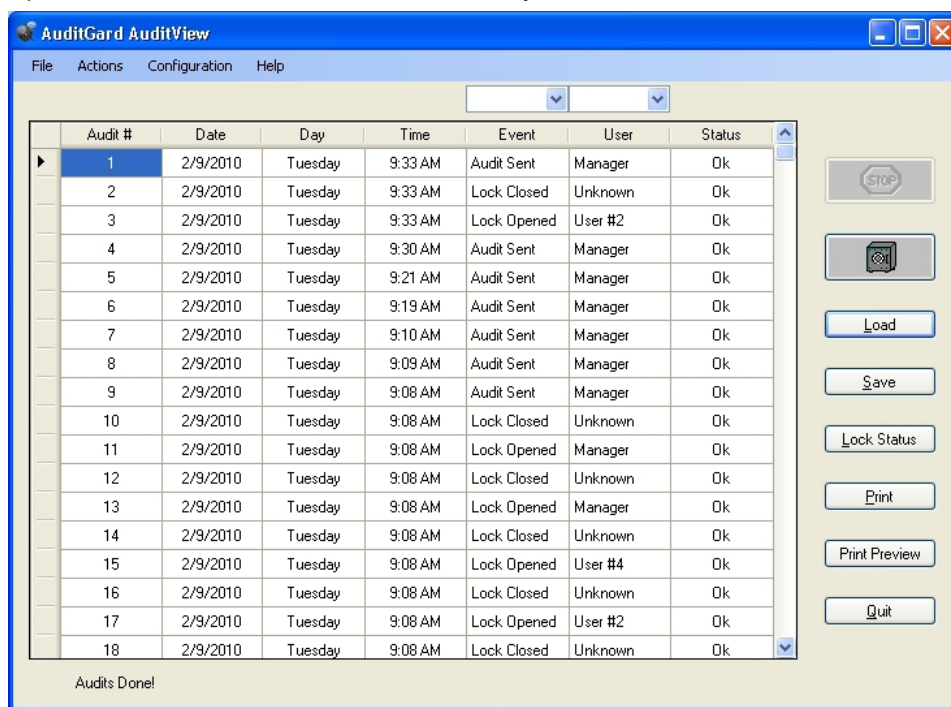 AuditGard AuditView
File Actions Configuration Help
Audit # Date Day Time Event User Status
1 2/9/2010 Tuesday 9:33 AM Audit Sent Manager Ok
2 2/9/2010 Tuesday 9:33 AM Lock Closed Unknown Ok
3 2/9/2010 Tuesday 9:33 AM Lock Opened User #2 Ok
4 2/9/2010 Tuesday 9:30 AM Audit Sent Manager Ok
5 2/9/2010 Tuesday 9:21 AM Audit Sent Manager Ok
6 2/9/2010 Tuesday 9:19 AM Audit Sent Manager Ok
7 2/9/2010 Tuesday 9:10 AM Audit Sent Manager Ok
8 2/9/2010 Tuesday 9:09 AM Audit Sent Manager Ok
9 2/9/2010 Tuesday 9:08 AM Audit Sent Manager Ok
10 2/9/2010 Tuesday 9:08 AM Lock Closed Unknown Ok
11 2/9/2010 Tuesday 9:08 AM Lock Opened Manager Ok
12 2/9/2010 Tuesday 9:08 AM Lock Closed Unknown Ok
13 2/9/2010 Tuesday 9:08 AM Lock Opened Manager Ok
14 2/9/2010 Tuesday 9:08 AM Lock Closed Unknown Ok
15 2/9/2010 Tuesday 9:08 AM Lock Opened User #4 Ok
16 2/9/2010 Tuesday 9:08 AM Lock Closed Unknown Ok
17 2/9/2010 Tuesday 9:08 AM Lock Opened User #2 Ok
18 2/9/2010 Tuesday 9:08 AM Lock Closed Unknown Ok
STOP
Load
Save
Lock Status
Print
Print Preview
Quit
Audits Done!